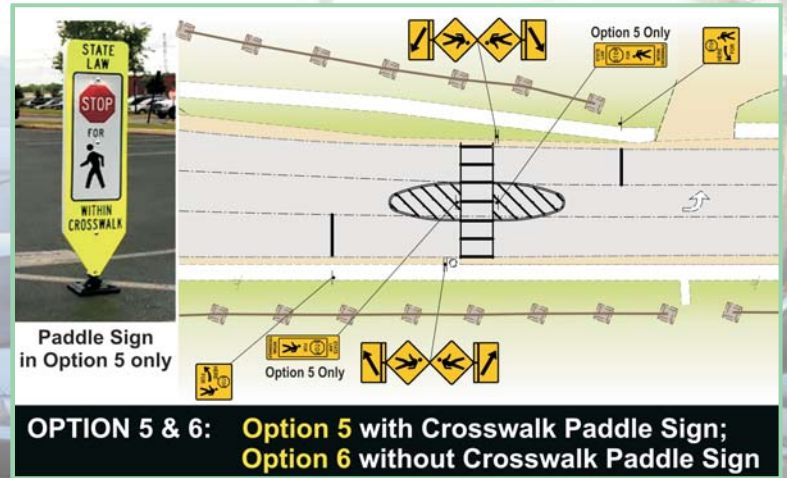 STATE
LAW
STOP
FOR
WITHIN
CROSSWALK
Paddle Sign
in Option 5 only
Option 5 Only
Option 5 Only
OPTION 5 & 6: Option 5 with Crosswalk Paddle Sign;
Option 6 without Crosswalk Paddle Sign